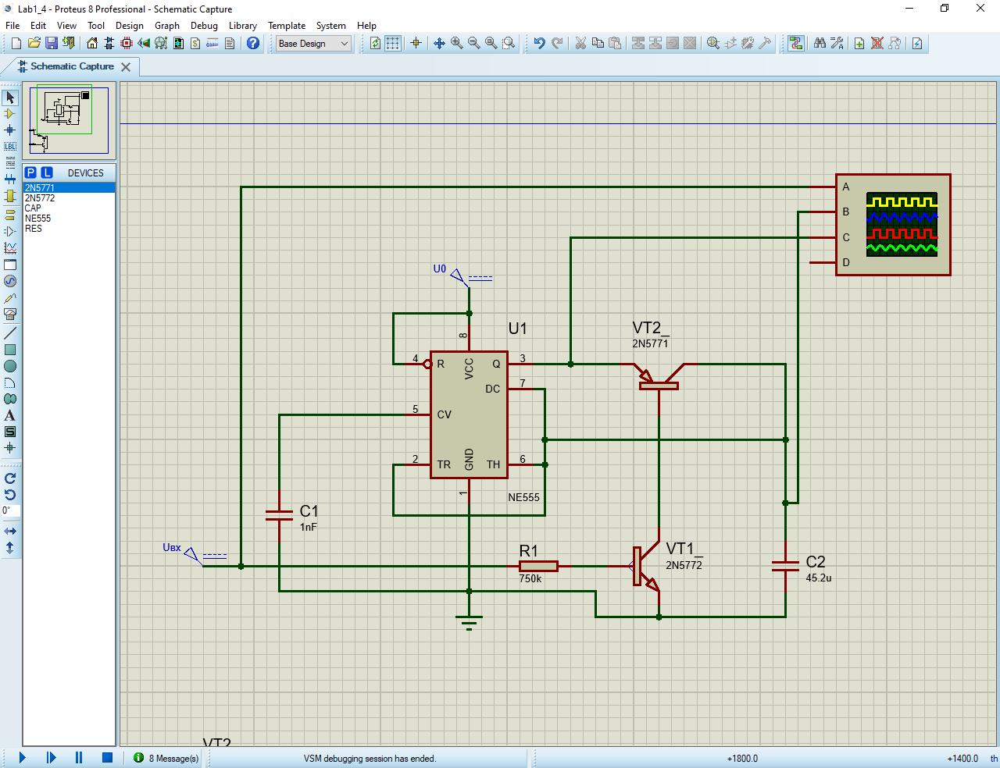 Lab1_4 - Proteus 8 Professional - Schematic Capture
File Edit View Tool Design Graph Debug Library Template System Help
Base Design
Schematic Capture
P L DEVICES
2N5771
2N5772
CAP
NE555
RES
LBL
A
S
0°
A
B
C
D
U0
U1
8
4 R VCC Q 3
DC 7
5 CV
2 TR GND TH 6
1
NE555
VT2_
2N5771
C1
1nF
Uвх
R1
750k
VT1_
2N5772
C2
45.2u
VT2
8 Message(s)
VSM debugging session has ended.
+1800.0
+1400.0
th